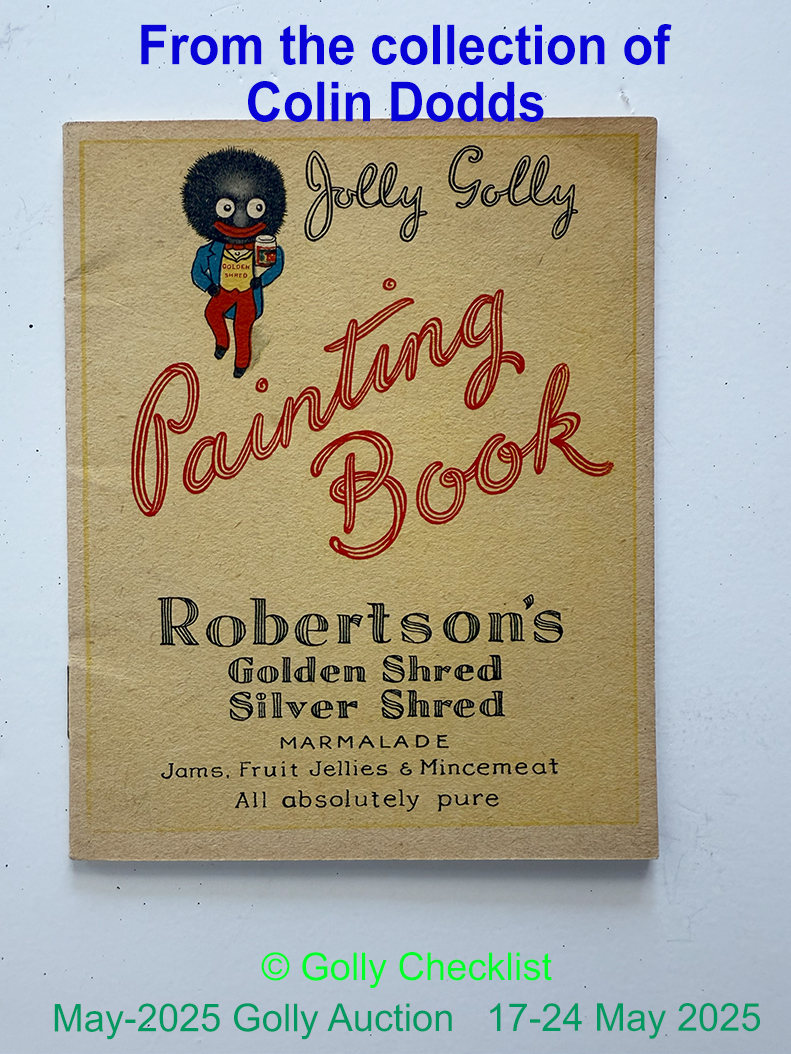 From the collection of
Colin Dodds
Jolly Golly
GOLDEN
SHRED
Painting
Book
Robertson's
Golden Shred
Silver Shred
MARMALADE
Jams, Fruit Jellies & Mincemeat
All absolutely pure
© Golly Checklist
May-2025 Golly Auction 17-24 May 2025